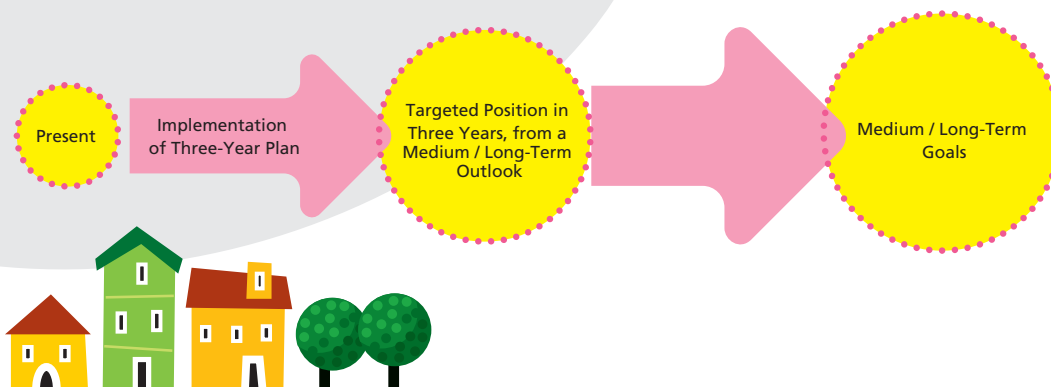 Present
Implementation
of Three-Year Plan
Targeted Position in
Three Years, from a
Medium / Long-Term
Outlook
Medium / Long-Term
Goals